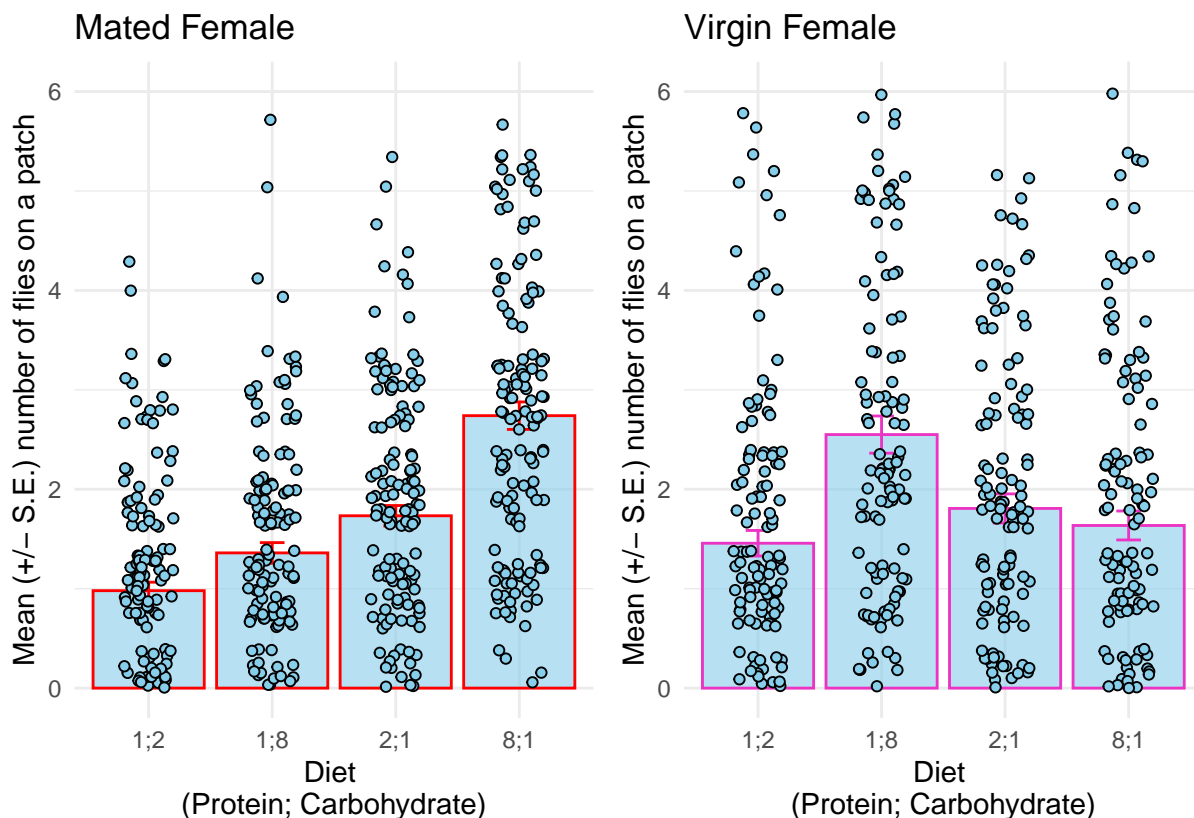 Mated Female
Mean (+/− S.E.) number of flies on a patch
6
4
2
0
1;2 1;8 2;1 8;1
Diet
(Protein; Carbohydrate)
Virgin Female
Mean (+/− S.E.) number of flies on a patch
6
4
2
0
1;2 1;8 2;1 8;1
Diet
(Protein; Carbohydrate)